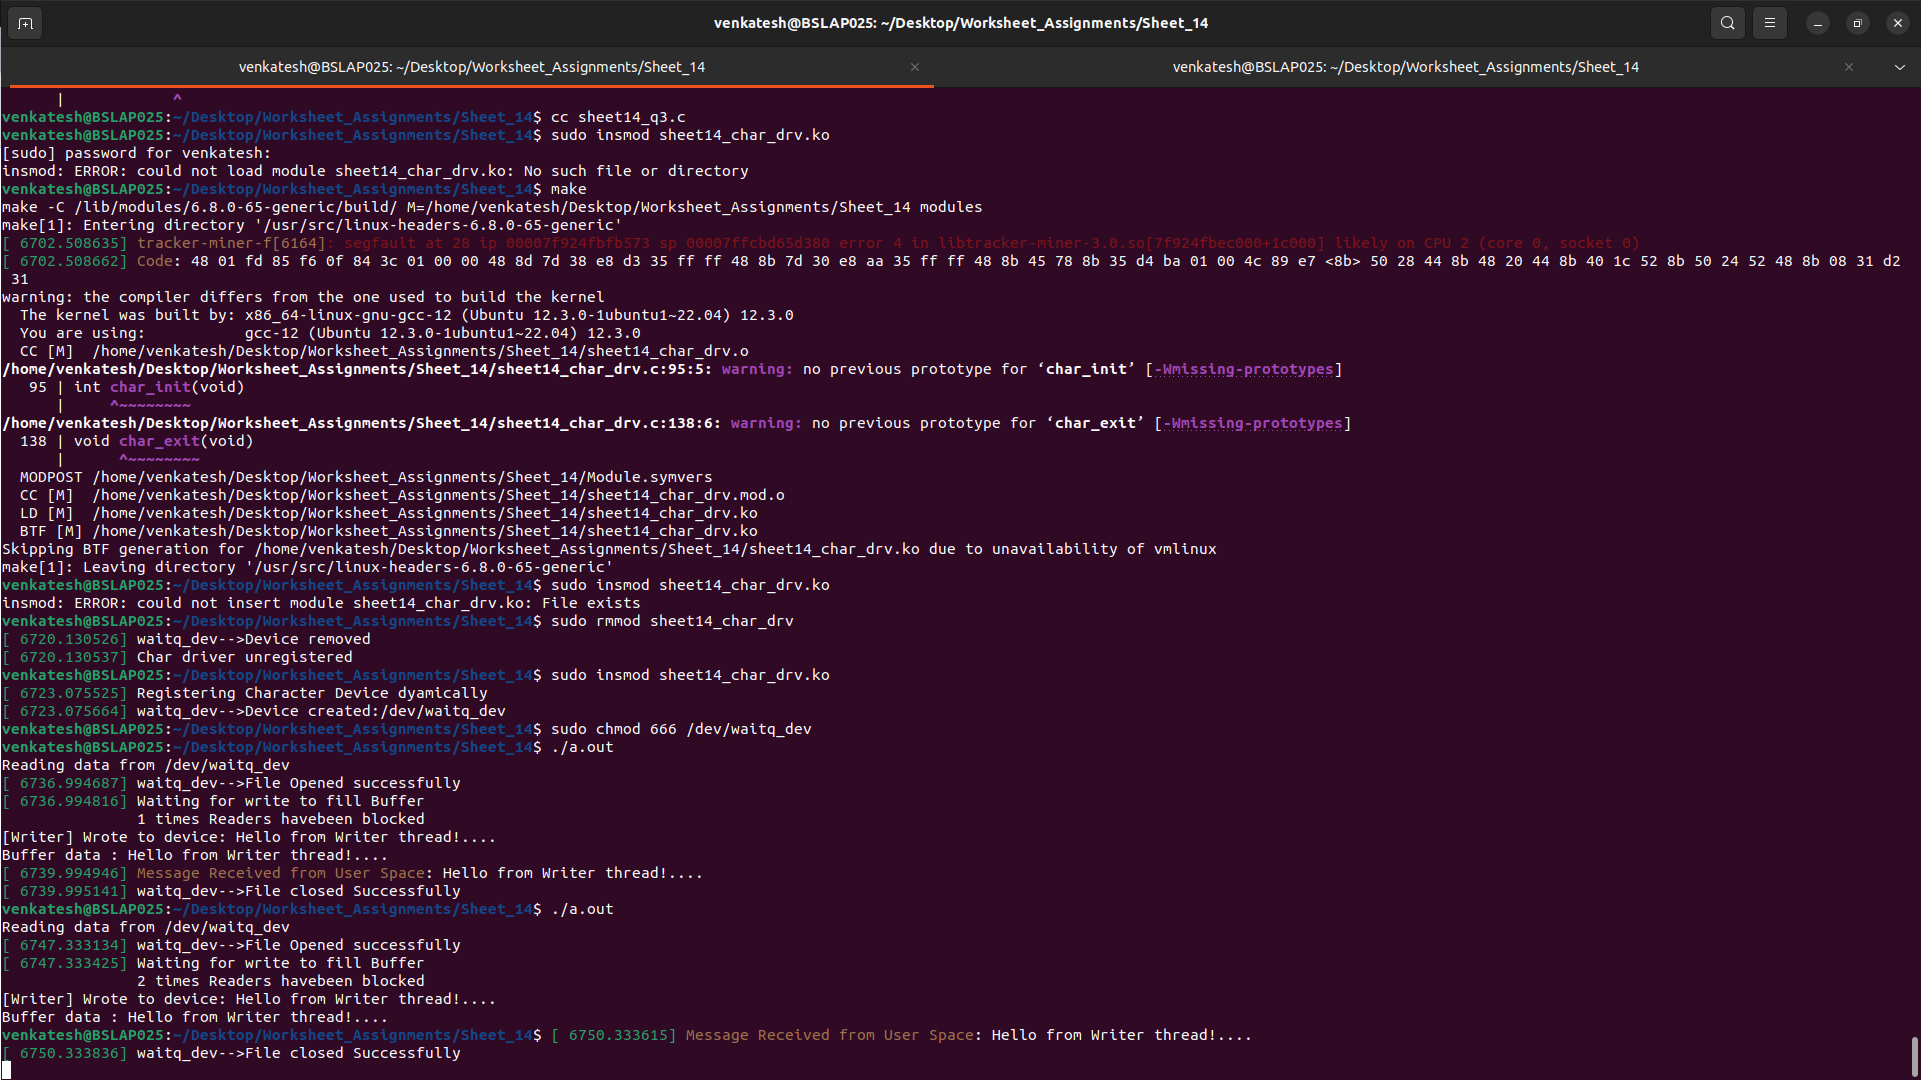 venkatesh@BSLAP025: ~/Desktop/Worksheet_Assignments/Sheet_14
venkatesh@BSLAP025: ~/Desktop/Worksheet_Assignments/Sheet_14
venkatesh@BSLAP025: ~/Desktop/Worksheet_Assignments/Sheet_14
      |             ^
venkatesh@BSLAP025:~/Desktop/Worksheet_Assignments/Sheet_14$ cc sheet14_q3.c
venkatesh@BSLAP025:~/Desktop/Worksheet_Assignments/Sheet_14$ sudo insmod sheet14_char_drv.ko
[sudo] password for venkatesh:
insmod: ERROR: could not load module sheet14_char_drv.ko: No such file or directory
venkatesh@BSLAP025:~/Desktop/Worksheet_Assignments/Sheet_14$ make
make -C /lib/modules/6.8.0-65-generic/build/ M=/home/venkatesh/Desktop/Worksheet_Assignments/Sheet_14 modules
make[1]: Entering directory '/usr/src/linux-headers-6.8.0-65-generic'
[ 6702.508635] tracker-miner-f[6164]: segfault at 28 ip 00007f924fbfb573 sp 00007ffcbd65d380 error 4 in libtracker-miner-3.0.so[7f924fbec000+1c000] likely on CPU 2 (core 0, socket 0)
[ 6702.508662] Code: 48 01 fd 85 f6 0f 84 3c 01 00 00 48 8d 7d 38 e8 d3 35 ff ff 48 8b 7d 30 e8 aa 35 ff ff 48 8b 45 78 8b 35 d4 ba 01 00 4c 89 e7 <8b> 50 28 44 8b 48 20 44 8b 40 1c 52 8b 50 24 52 48 8b 08 31 d2
 31
warning: the compiler differs from the one used to build the kernel
  The kernel was built by: x86_64-linux-gnu-gcc-12 (Ubuntu 12.3.0-1ubuntu1~22.04) 12.3.0
  You are using:           gcc-12 (Ubuntu 12.3.0-1ubuntu1~22.04) 12.3.0
  CC [M]  /home/venkatesh/Desktop/Worksheet_Assignments/Sheet_14/sheet14_char_drv.o
/home/venkatesh/Desktop/Worksheet_Assignments/Sheet_14/sheet14_char_drv.c:95:5: warning: no previous prototype for ‘char_init’ [-Wmissing-prototypes]
   95 | int char_init(void)
      |     ^~~~~~~~~
/home/venkatesh/Desktop/Worksheet_Assignments/Sheet_14/sheet14_char_drv.c:138:6: warning: no previous prototype for ‘char_exit’ [-Wmissing-prototypes]
  138 | void char_exit(void)
      |      ^~~~~~~~~
  MODPOST /home/venkatesh/Desktop/Worksheet_Assignments/Sheet_14/Module.symvers
  CC [M]  /home/venkatesh/Desktop/Worksheet_Assignments/Sheet_14/sheet14_char_drv.mod.o
  LD [M]  /home/venkatesh/Desktop/Worksheet_Assignments/Sheet_14/sheet14_char_drv.ko
  BTF [M] /home/venkatesh/Desktop/Worksheet_Assignments/Sheet_14/sheet14_char_drv.ko
Skipping BTF generation for /home/venkatesh/Desktop/Worksheet_Assignments/Sheet_14/sheet14_char_drv.ko due to unavailability of vmlinux
make[1]: Leaving directory '/usr/src/linux-headers-6.8.0-65-generic'
venkatesh@BSLAP025:~/Desktop/Worksheet_Assignments/Sheet_14$ sudo insmod sheet14_char_drv.ko
insmod: ERROR: could not insert module sheet14_char_drv.ko: File exists
venkatesh@BSLAP025:~/Desktop/Worksheet_Assignments/Sheet_14$ sudo rmmod sheet14_char_drv
[ 6720.130526] waitq_dev-->Device removed
[ 6720.130537] Char driver unregistered
venkatesh@BSLAP025:~/Desktop/Worksheet_Assignments/Sheet_14$ sudo insmod sheet14_char_drv.ko
[ 6723.075525] Registering Character Device dyamically
[ 6723.075664] waitq_dev-->Device created:/dev/waitq_dev
venkatesh@BSLAP025:~/Desktop/Worksheet_Assignments/Sheet_14$ sudo chmod 666 /dev/waitq_dev
venkatesh@BSLAP025:~/Desktop/Worksheet_Assignments/Sheet_14$ ./a.out
Reading data from /dev/waitq_dev
[ 6736.994687] waitq_dev-->File Opened successfully
[ 6736.994816] Waiting for write to fill Buffer
               1 times Readers havebeen blocked
[Writer] Wrote to device: Hello from Writer thread!....
Buffer data : Hello from Writer thread!....
[ 6739.994946] Message Received from User Space: Hello from Writer thread!....
[ 6739.995141] waitq_dev-->File closed Successfully
venkatesh@BSLAP025:~/Desktop/Worksheet_Assignments/Sheet_14$ ./a.out
Reading data from /dev/waitq_dev
[ 6747.333134] waitq_dev-->File Opened successfully
[ 6747.333425] Waiting for write to fill Buffer
               2 times Readers havebeen blocked
[Writer] Wrote to device: Hello from Writer thread!....
Buffer data : Hello from Writer thread!....
venkatesh@BSLAP025:~/Desktop/Worksheet_Assignments/Sheet_14$ [ 6750.333615] Message Received from User Space: Hello from Writer thread!....
[ 6750.333836] waitq_dev-->File closed Successfully